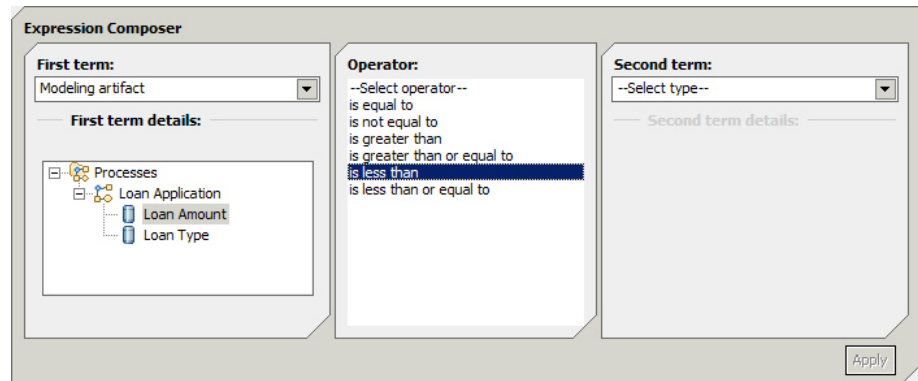 Expression Composer
First term:
Modeling artifact
First term details:
Processes
Loan Application
Loan Amount
Loan Type
Operator:
--Select operator--
is equal to
is not equal to
is greater than
is greater than or equal to
is less than
is less than or equal to
Second term:
--Select type--
Second term details:
Apply